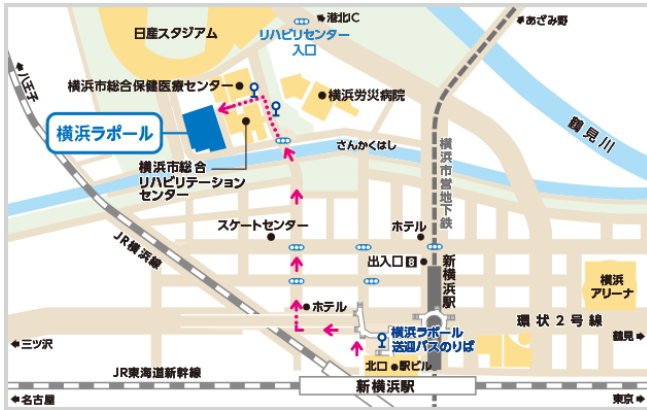 日産スタジアム
港北IC
リハビリセンター
入口
あざみ野
八王子
横浜市総合保健医療センター
横浜労災病院
横浜ラポール
鶴見川
さんかくはし
横浜市営地下鉄
横浜市総合
リハビリテーション
センター
スケートセンター
ホテル
JR横浜線
出入口8
新横浜駅
横浜
アリーナ
ホテル
環状2号線
横浜ラポール
送迎バスのりば
鶴見
三ツ沢
北口
駅ビル
JR東海道新幹線
新横浜駅
名古屋
東京